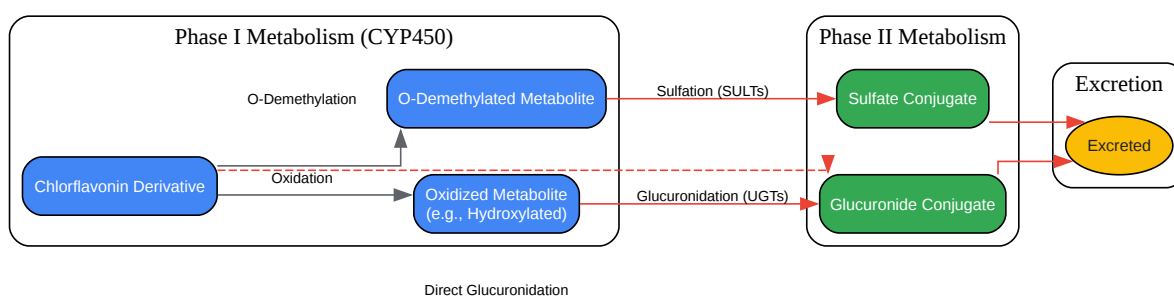 Phase I Metabolism (CYP450)
Phase II Metabolism
Excretion
O-Demethylation
O-Demethylated Metabolite
Sulfation (SULTs)
Sulfate Conjugate
Excreted
Chlorflavonin Derivative
Oxidation
Oxidized Metabolite
(e.g., Hydroxylated)
Glucuronidation (UGTs)
Glucuronide Conjugate
Direct Glucuronidation